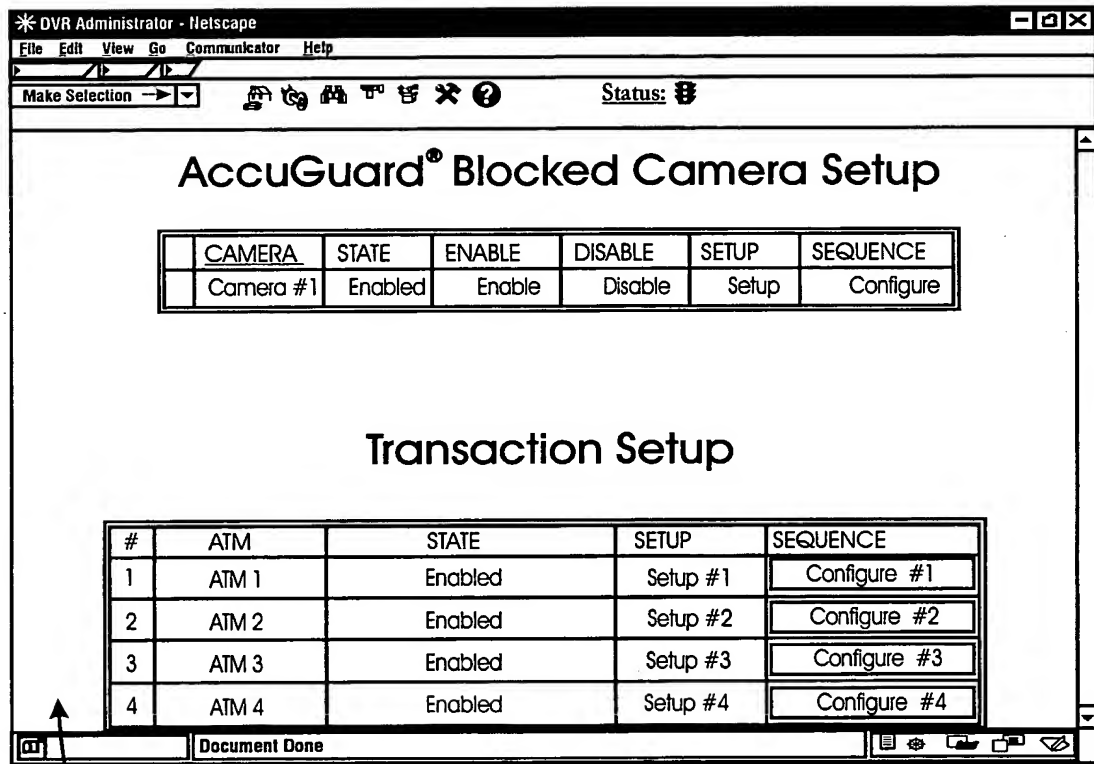 DVR Administrator - Netscape
File Edit View Go Communicator Help
Make Selection
Status:
AccuGuard® Blocked Camera Setup
CAMERA STATE ENABLE DISABLE SETUP SEQUENCE
Camera #1 Enabled Enable Disable Setup Configure
Transaction Setup
# ATM STATE SETUP SEQUENCE
1 ATM 1 Enabled Setup #1 Configure #1
2 ATM 2 Enabled Setup #2 Configure #2
3 ATM 3 Enabled Setup #3 Configure #3
4 ATM 4 Enabled Setup #4 Configure #4
Document Done